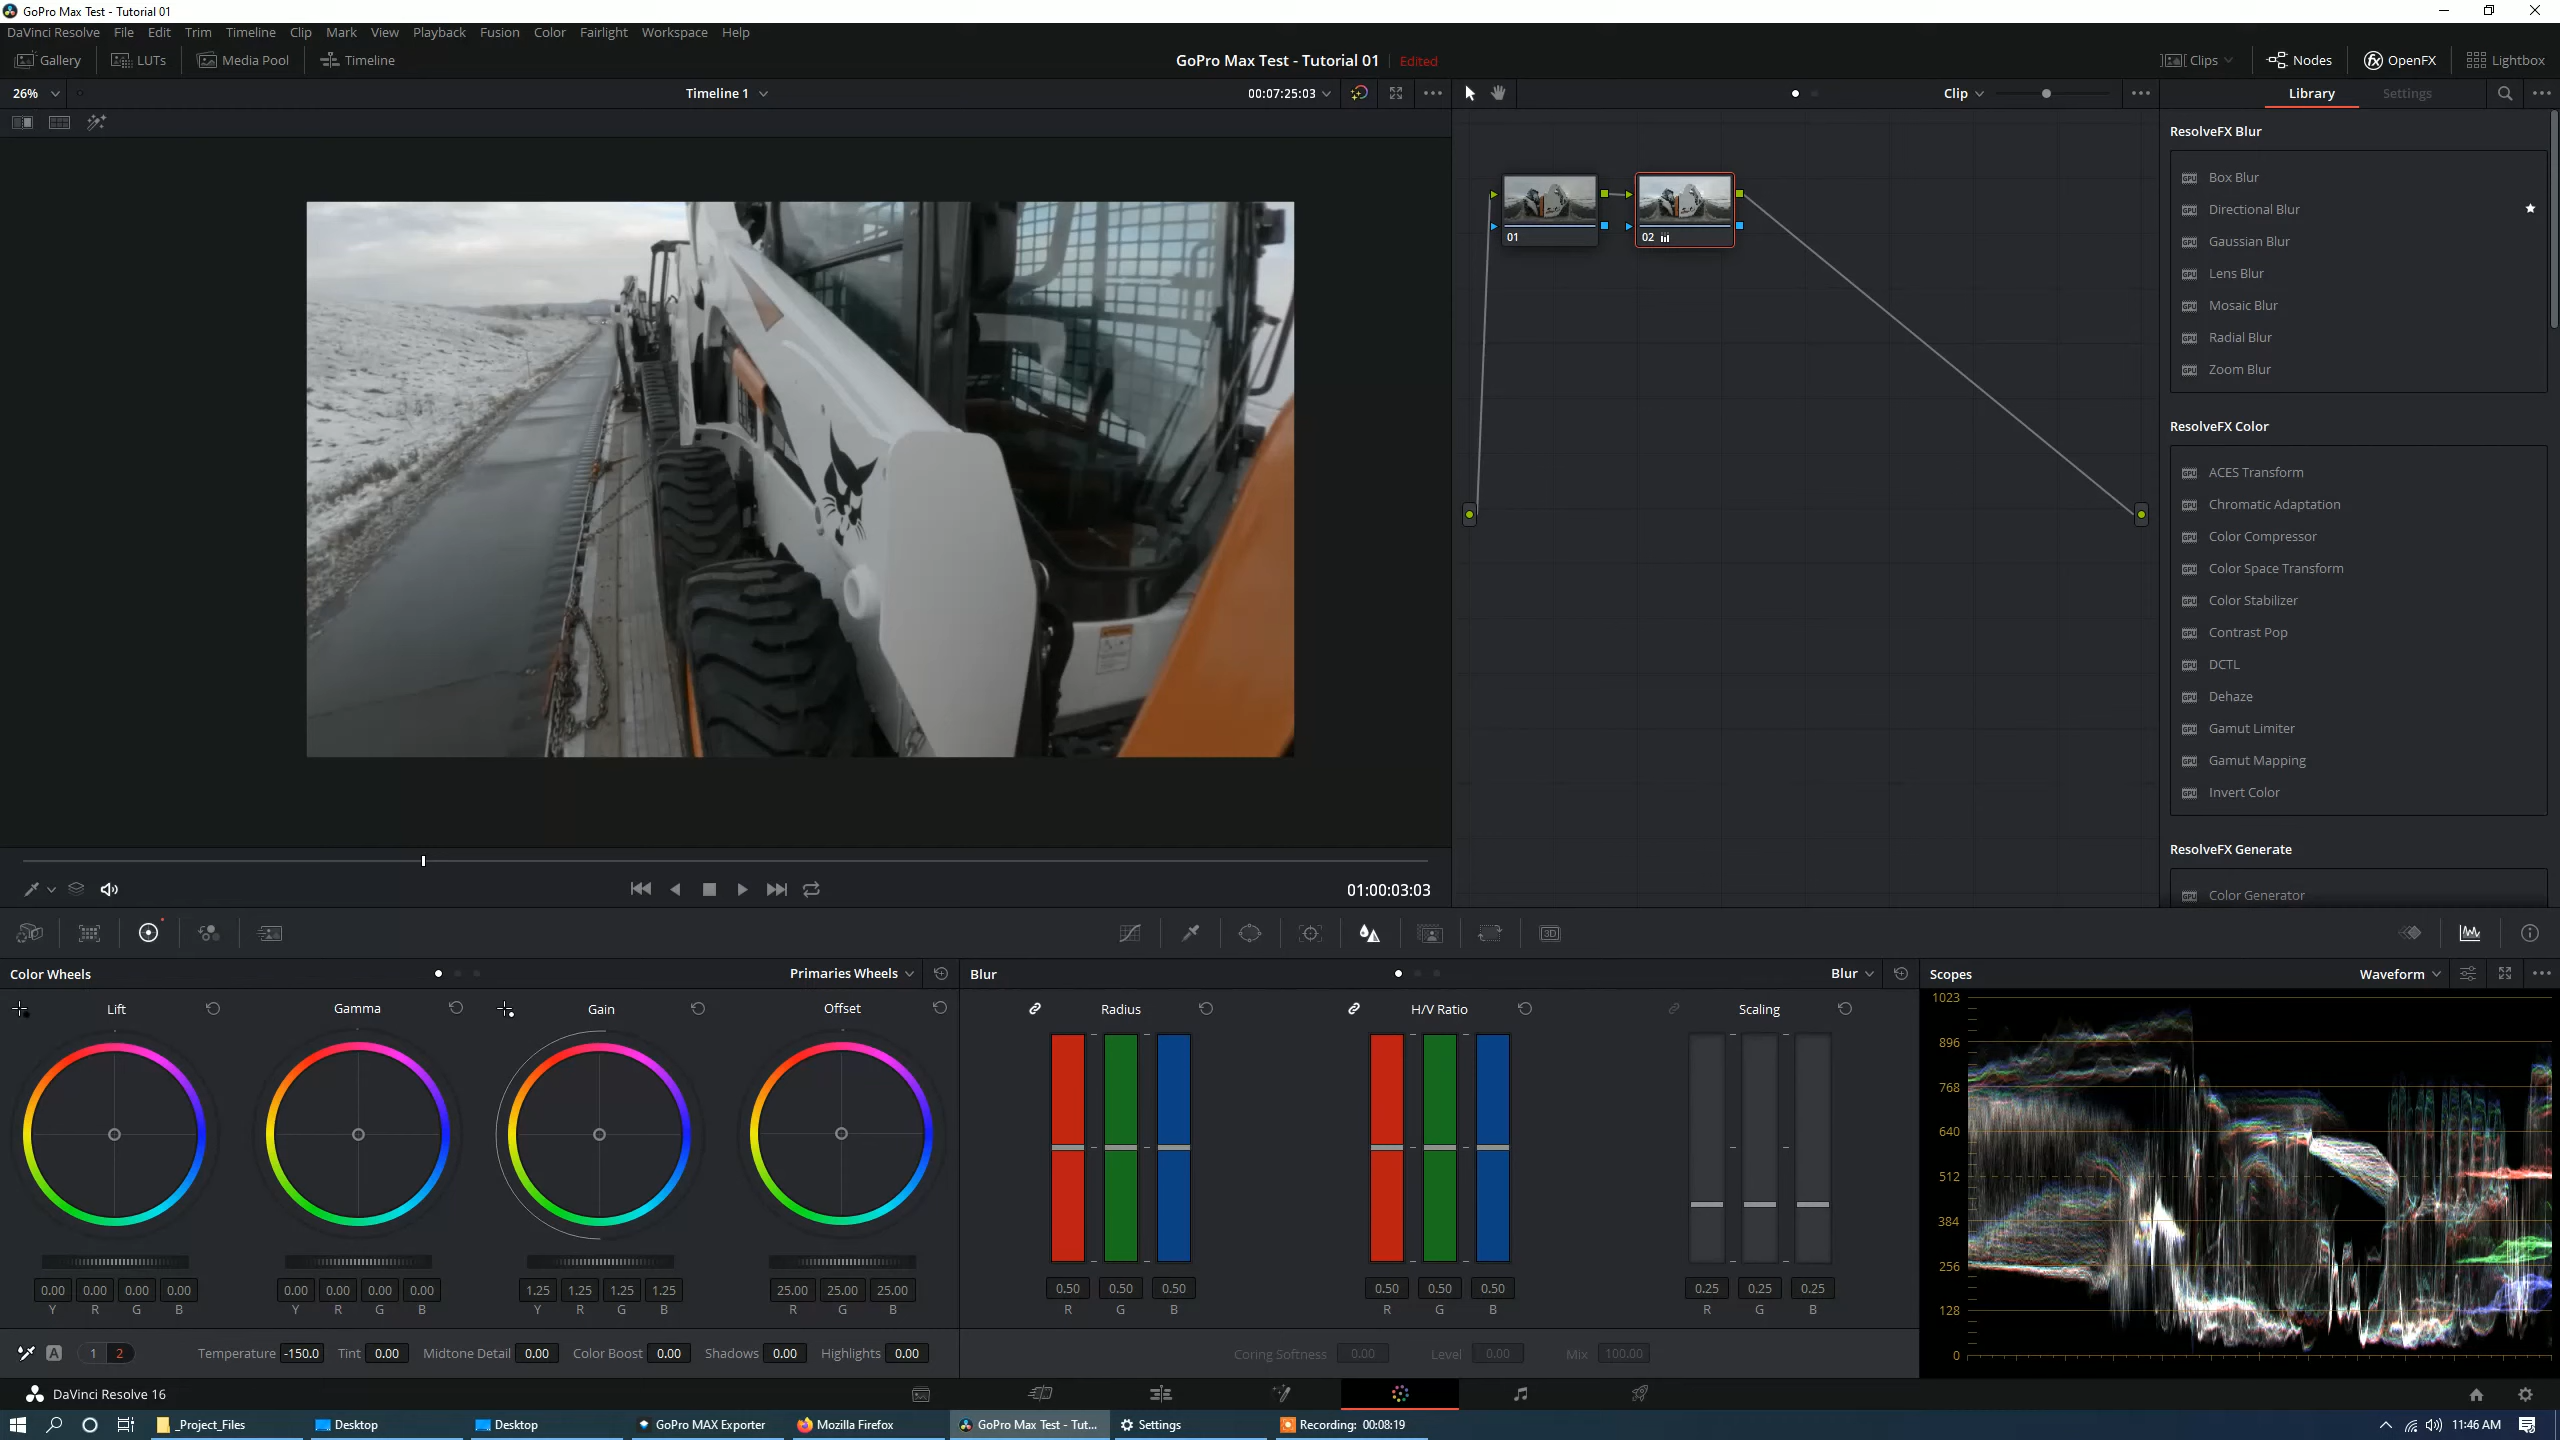 GoPro Max Test - Tutorial 01
DaVinci Resolve File Edit Trim Timeline Clip Mark View Playback Fusion Color Fairlight Workspace Help
Gallery LUTs Media Pool Timeline GoPro Max Test - Tutorial 01 Edited Clips Nodes OpenFX Lightbox
26% Timeline 1 00:07:25:03 Clip Library Settings
ResolveFX Blur
Box Blur
Directional Blur
Gaussian Blur
Lens Blur
Mosaic Blur
Radial Blur
Zoom Blur
01 02
ResolveFX Color
ACES Transform
Chromatic Adaptation
Color Compressor
Color Space Transform
Color Stabilizer
Contrast Pop
DCTL
Dehaze
Gamut Limiter
Gamut Mapping
Invert Color
ResolveFX Generate
Color Generator
01:00:03:03
3D
Color Wheels Primaries Wheels Blur Blur Scopes Waveform
Lift Gamma Gain Offset Radius H/V Ratio Scaling
1023
896
768
640
512
384
256
128
0
0.00 0.00 0.00 0.00 0.00 0.00 0.00 0.00 1.25 1.25 1.25 1.25 25.00 25.00 25.00 0.50 0.50 0.50 0.50 0.50 0.50 0.25 0.25 0.25
Y R G B Y R G B Y R G B R G B R G B R G B R G B
A 1 2 Temperature -150.0 Tint 0.00 Midtone Detail 0.00 Color Boost 0.00 Shadows 0.00 Highlights 0.00 Coring Softness 0.00 Level 0.00 Mix 100.00
DaVinci Resolve 16
_Project_Files Desktop Desktop GoPro MAX Exporter Mozilla Firefox GoPro Max Test - Tut... Settings Recording: 00:08:19 11:46 AM